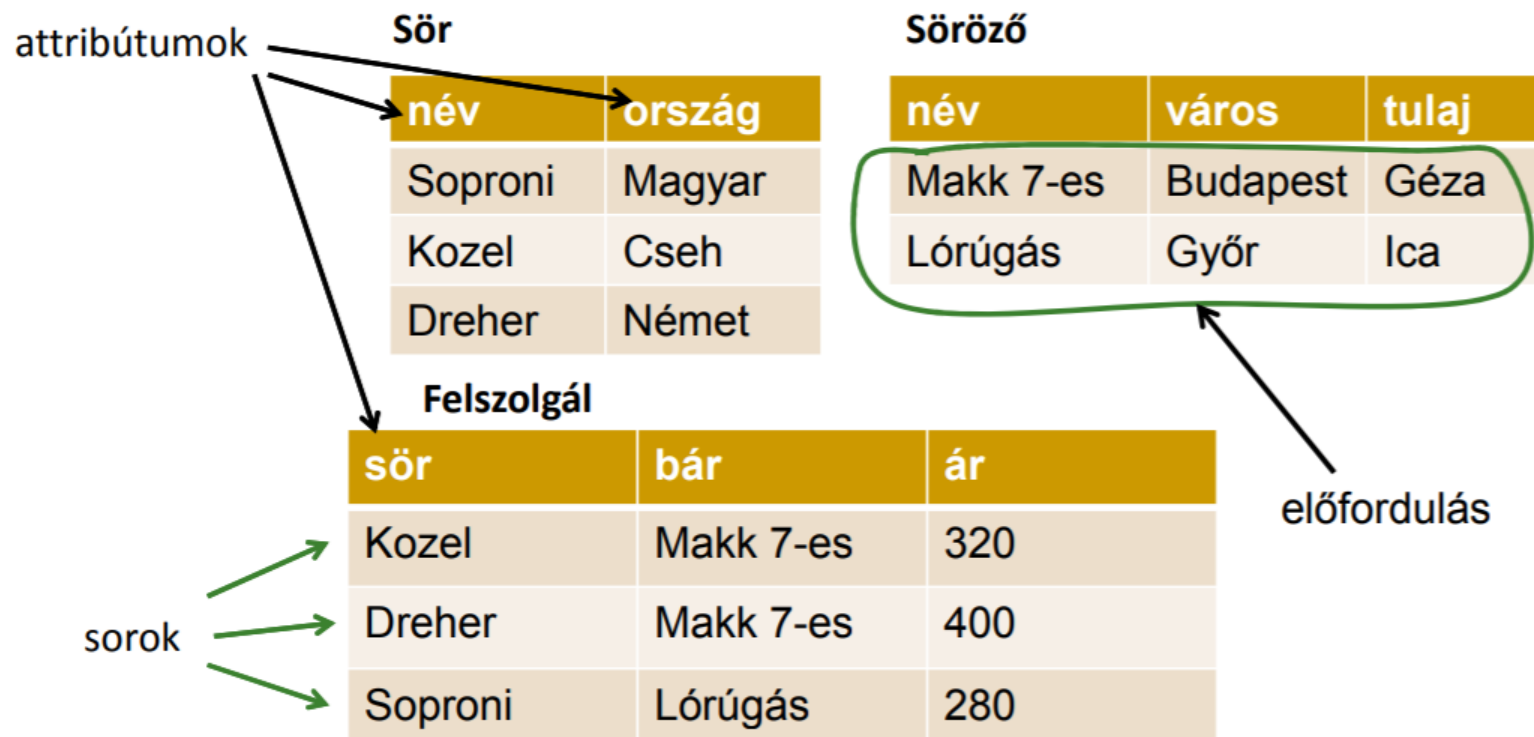 attribútumok
Sör
név ország
Soproni Magyar
Kozel Cseh
Dreher Német
Söröző
név város tulaj
Makk 7-es Budapest Géza
Lórúgás Győr Ica
előfordulás
Felszolgál
sör bár ár
Kozel Makk 7-es 320
Dreher Makk 7-es 400
Soproni Lórúgás 280
sorok